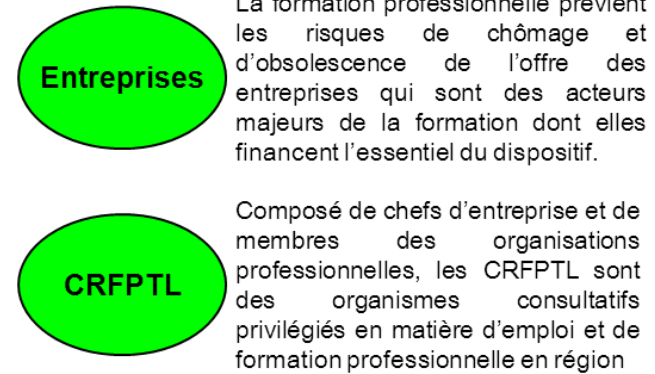 La formation professionnelle prévient
les risques de chômage et
d’obsolescence de l’offre des
entreprises qui sont des acteurs
majeurs de la formation dont elles
financent l’essentiel du dispositif.
Entreprises
Composé de chefs d’entreprise et de
membres des organisations
professionnelles, les CRFPTL sont
des organismes consultatifs
privilégiés en matière d’emploi et de
formation professionnelle en région
CRFPTL